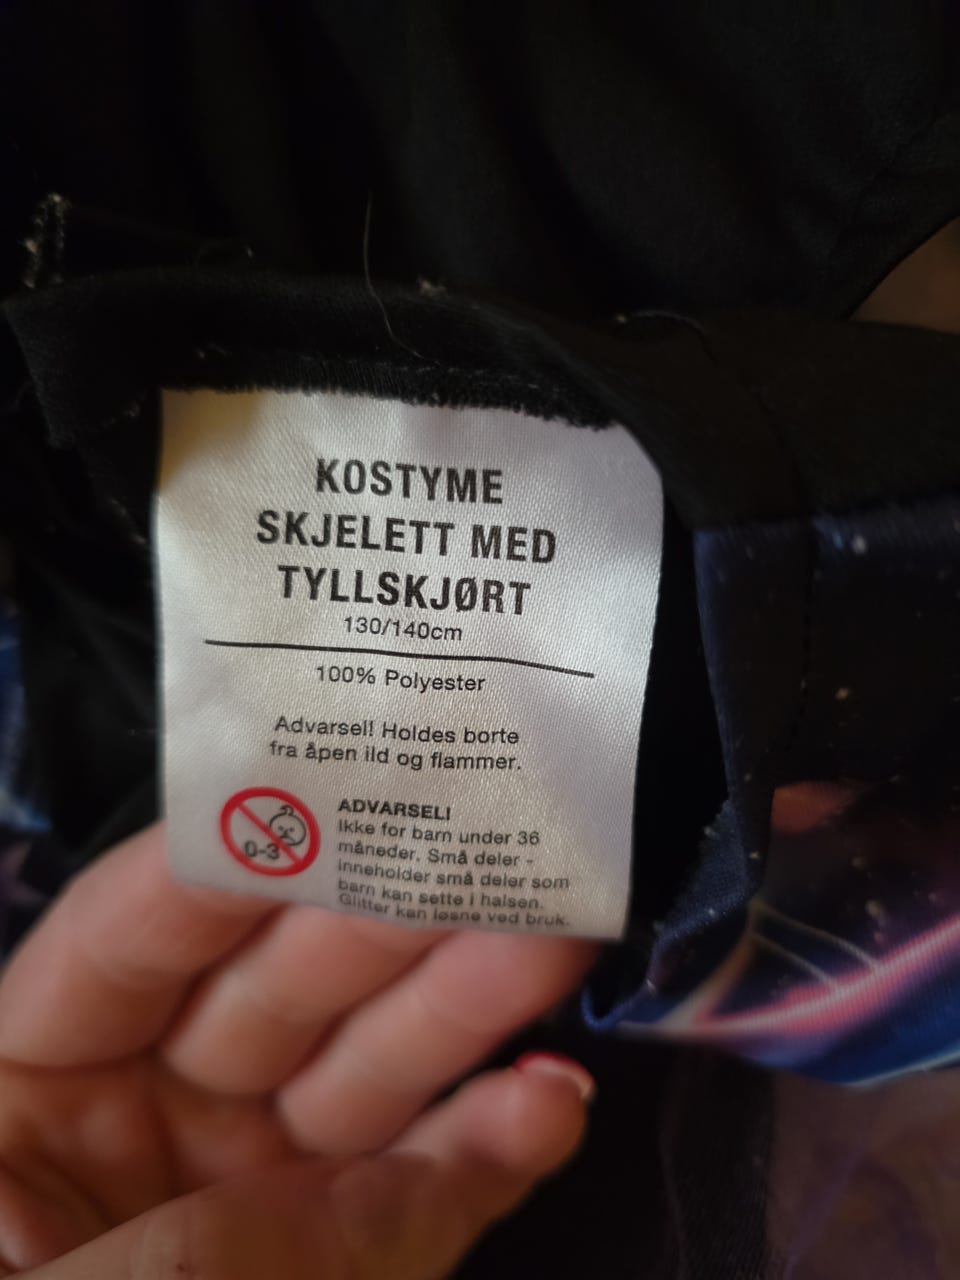 KOSTYME
SKJELETT MED
TYLLSKJØRT
130/140cm
100% Polyester
Advarsel! Holdes borte
fra åpen ild og flammer.
0-3
ADVARSEL!
Ikke for barn under 36
måneder. Små deler -
inneholder små deler som
barn kan sette i halsen.
Glitter kan løsne ved bruk.